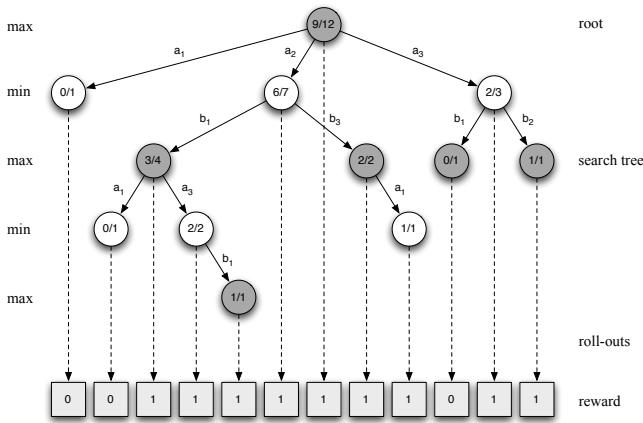 max 9/12 root
a1 a2 a3
min 0/1 6/7 2/3
b1 b3 b1 b2
max 3/4 2/2 0/1 1/1 search tree
a1 a3 a1
min 0/1 2/2 1/1
b1
max 1/1
roll-outs
0 0 1 1 1 1 1 1 1 0 1 1 reward